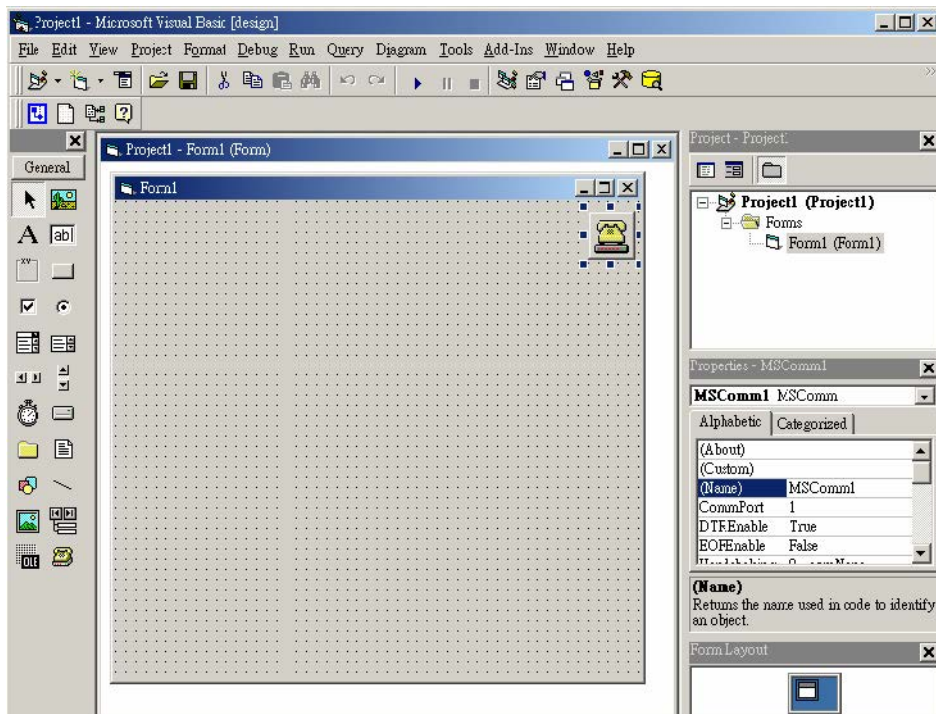 Project1 - Microsoft Visual Basic [design]
File Edit View Project Format Debug Run Query Diagram Tools Add-Ins Window Help
General
A
ab
XY
OLE
Project1 - Form1 (Form)
Form1
Project - Project1
Project1 (Project1)
Forms
Form1 (Form1)
Properties - MSComm1
MSComm1 MSComm
Alphabetic Categorized
(About)
(Custom)
(Name) MSComm1
CommPort 1
DTREnable True
EOFEnable False
(Name)
Returns the name used in code to identify
an object.
Form Layout